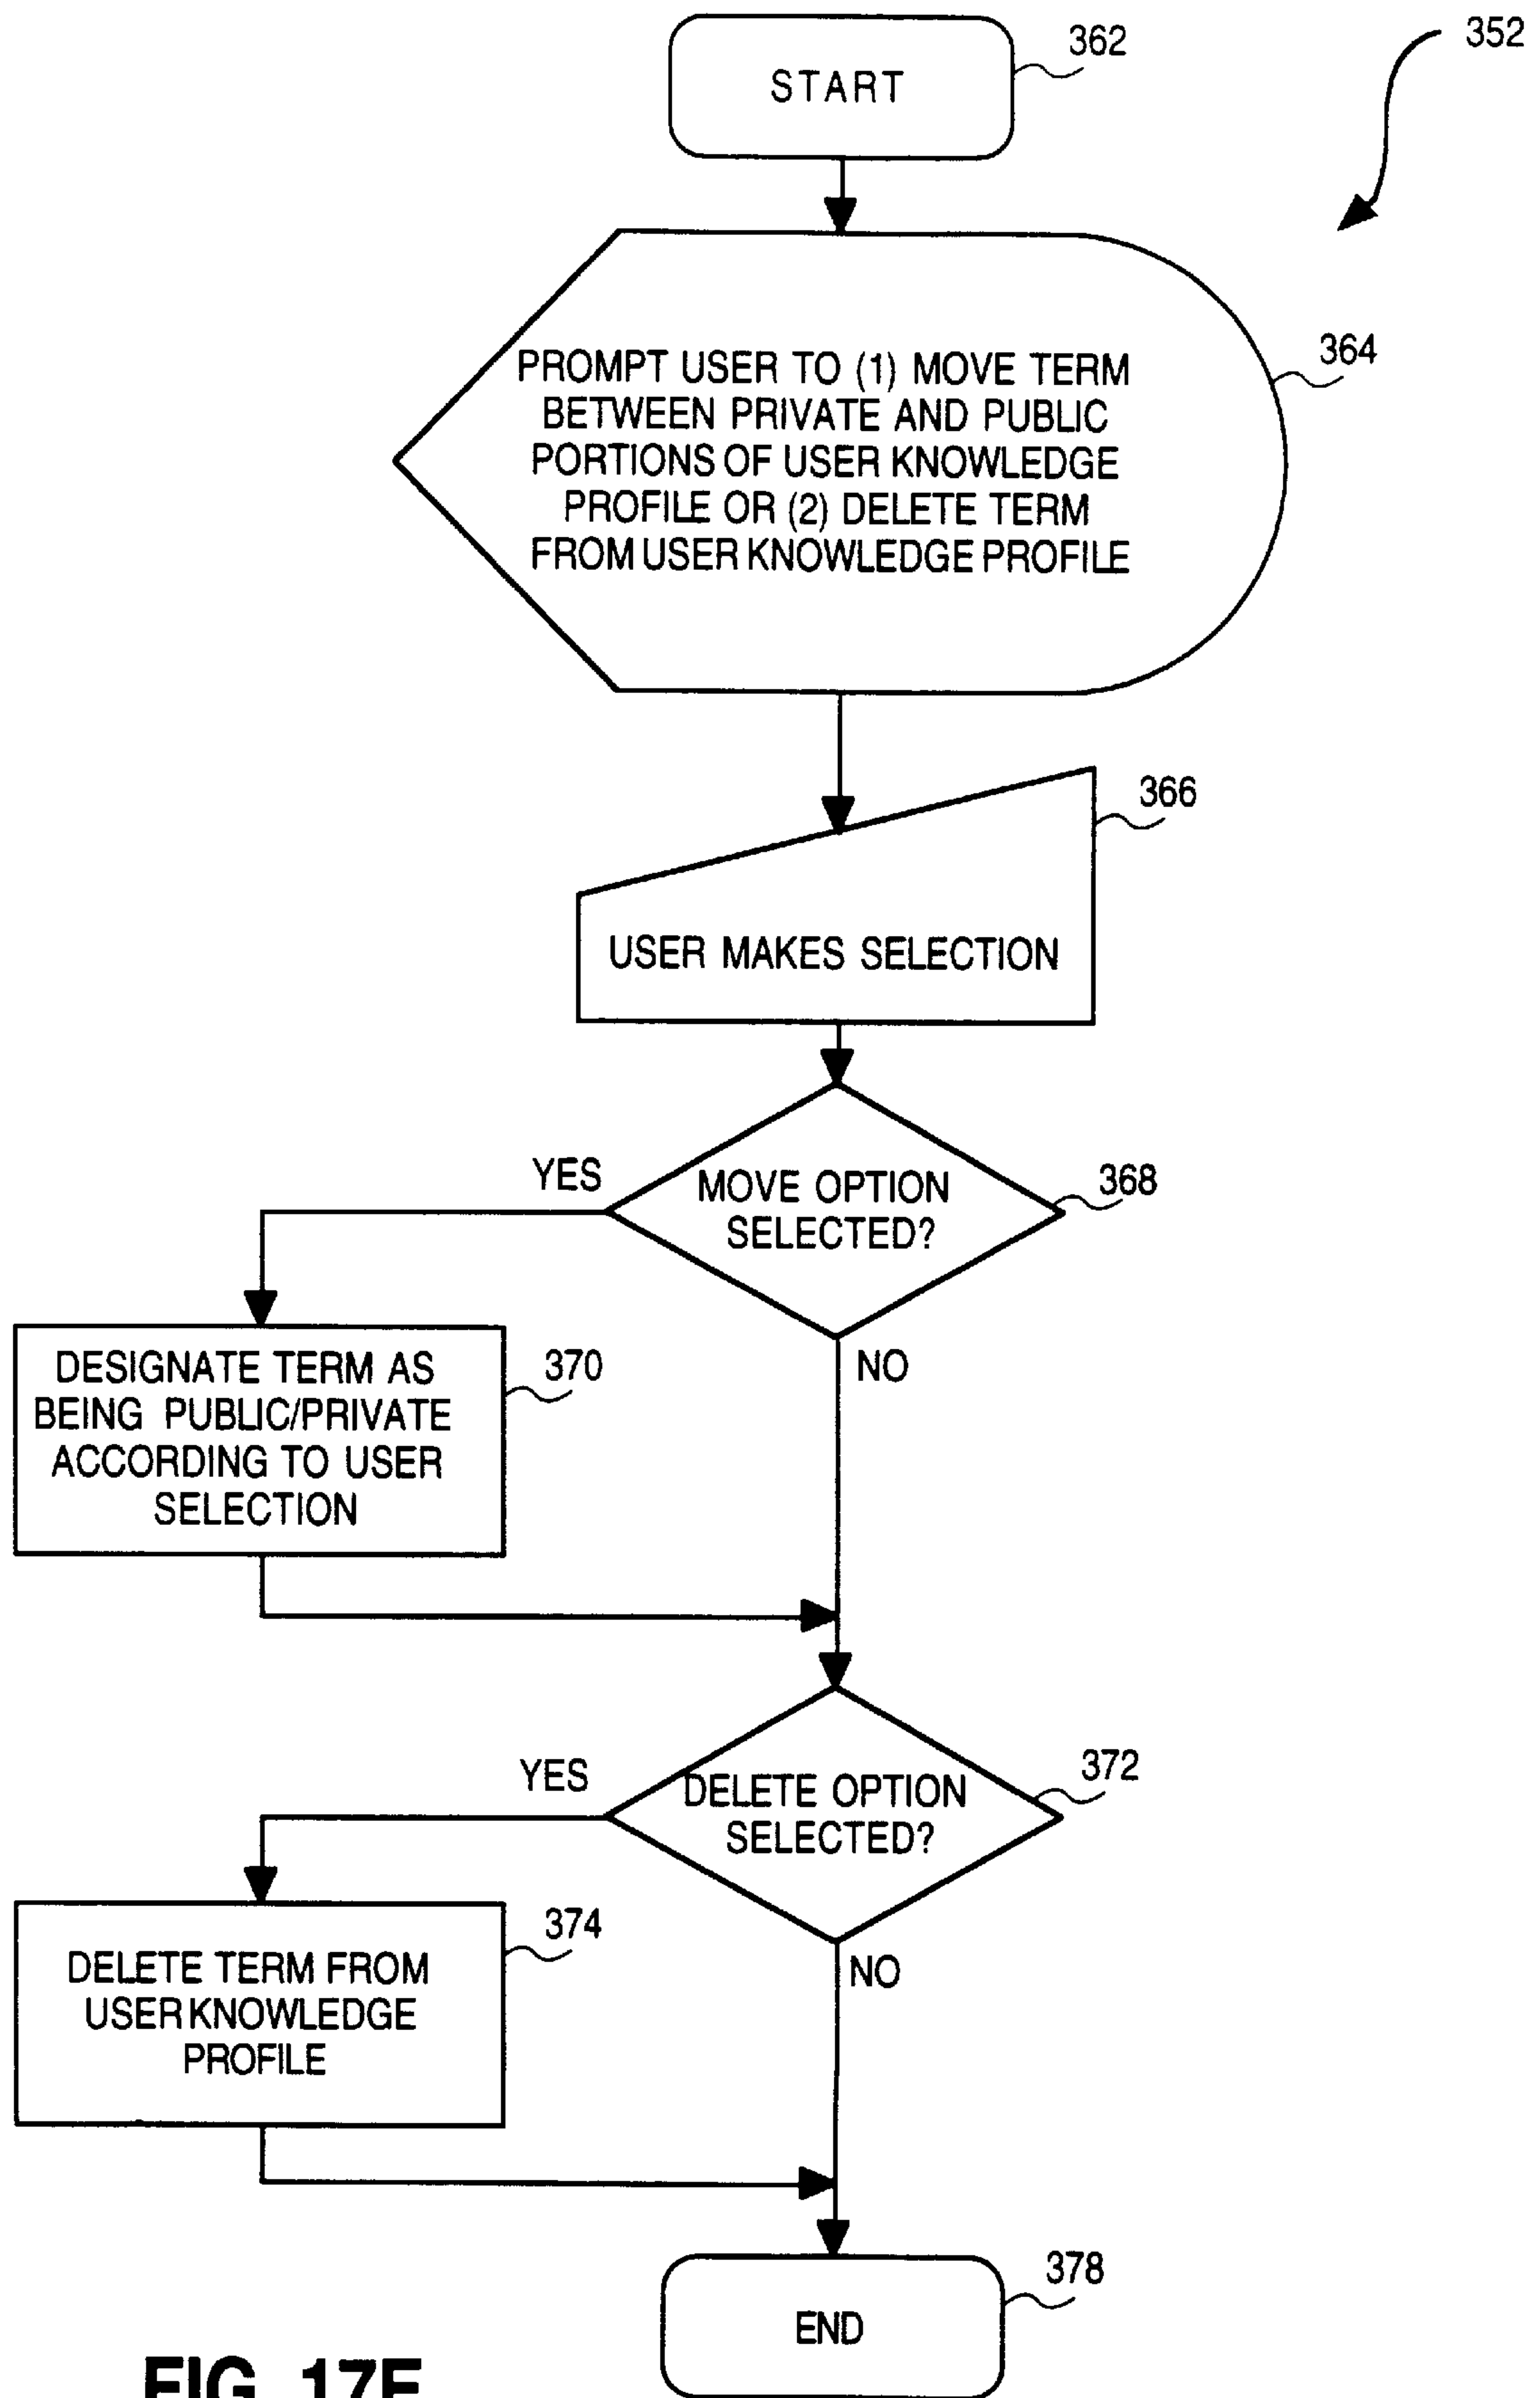 352
START
362
PROMPT USER TO (1) MOVE TERM
BETWEEN PRIVATE AND PUBLIC
PORTIONS OF USER KNOWLEDGE
PROFILE OR (2) DELETE TERM
FROM USER KNOWLEDGE PROFILE
364
366
USER MAKES SELECTION
YES
MOVE OPTION
SELECTED?
368
NO
DESIGNATE TERM AS
BEING PUBLIC/PRIVATE
ACCORDING TO USER
SELECTION
370
YES
DELETE OPTION
SELECTED?
372
NO
DELETE TERM FROM
USER KNOWLEDGE
PROFILE
374
END
378
FIG.